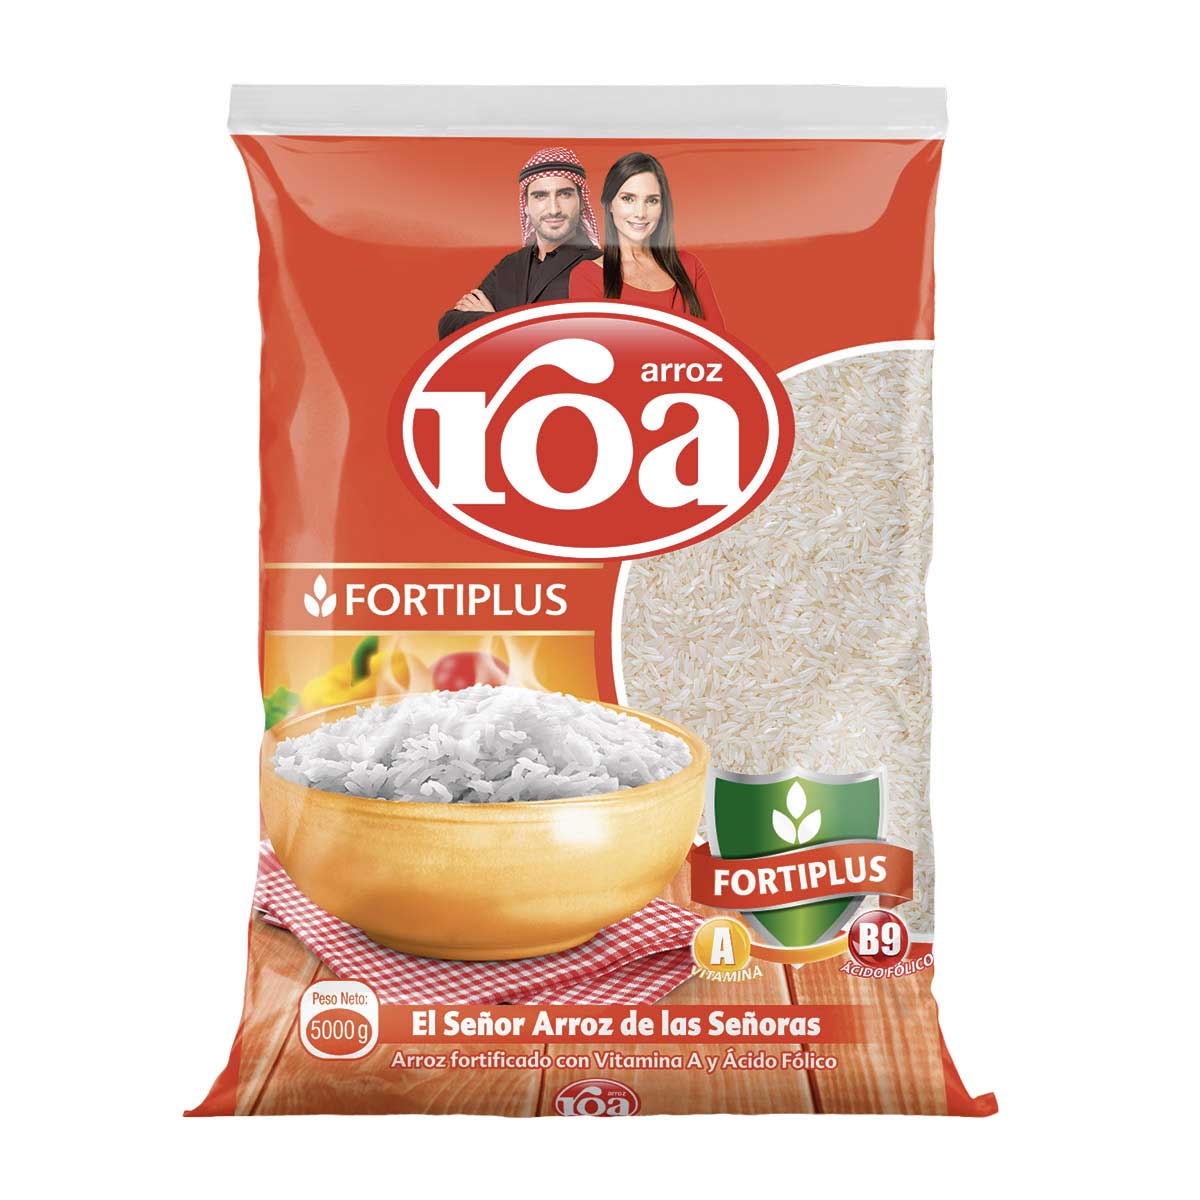 arroz
roa
FORTIPLUS
FORTIPLUS
A
VITAMINA
B9
ÁCIDO FÓLICO
Peso Neto:
5000 g
El Señor Arroz de las Señoras
Arroz fortificado con Vitamina A y Ácido Fólico
arroz
roa